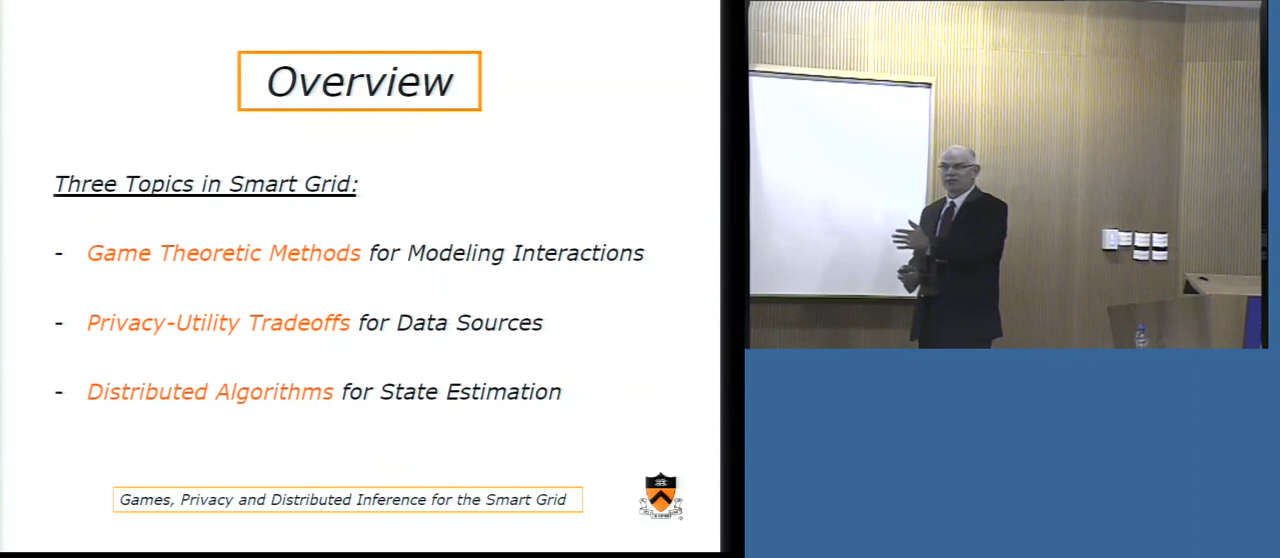 Overview
Three Topics in Smart Grid:
- Game Theoretic Methods for Modeling Interactions
- Privacy-Utility Tradeoffs for Data Sources
- Distributed Algorithms for State Estimation
Games, Privacy and Distributed Inference for the Smart Grid